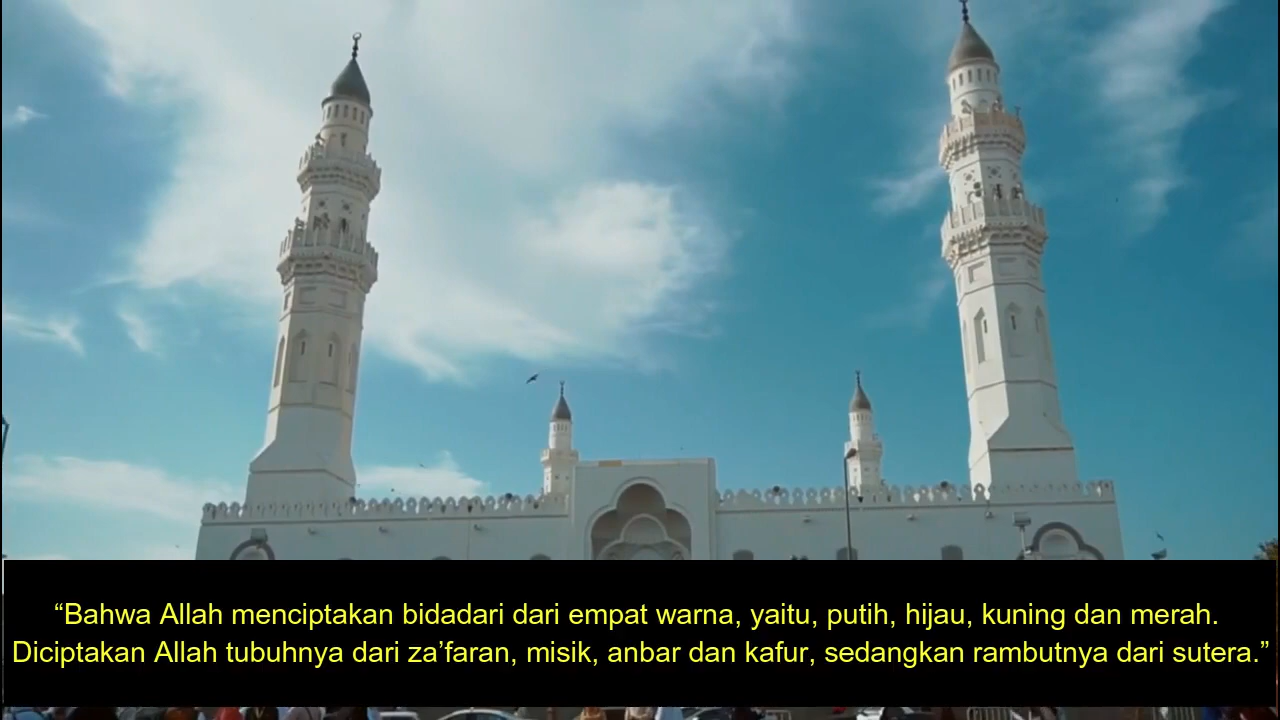 “Bahwa Allah menciptakan bidadari dari empat warna, yaitu, putih, hijau, kuning dan merah.
Diciptakan Allah tubuhnya dari za’faran, misik, anbar dan kafur, sedangkan rambutnya dari sutera.”